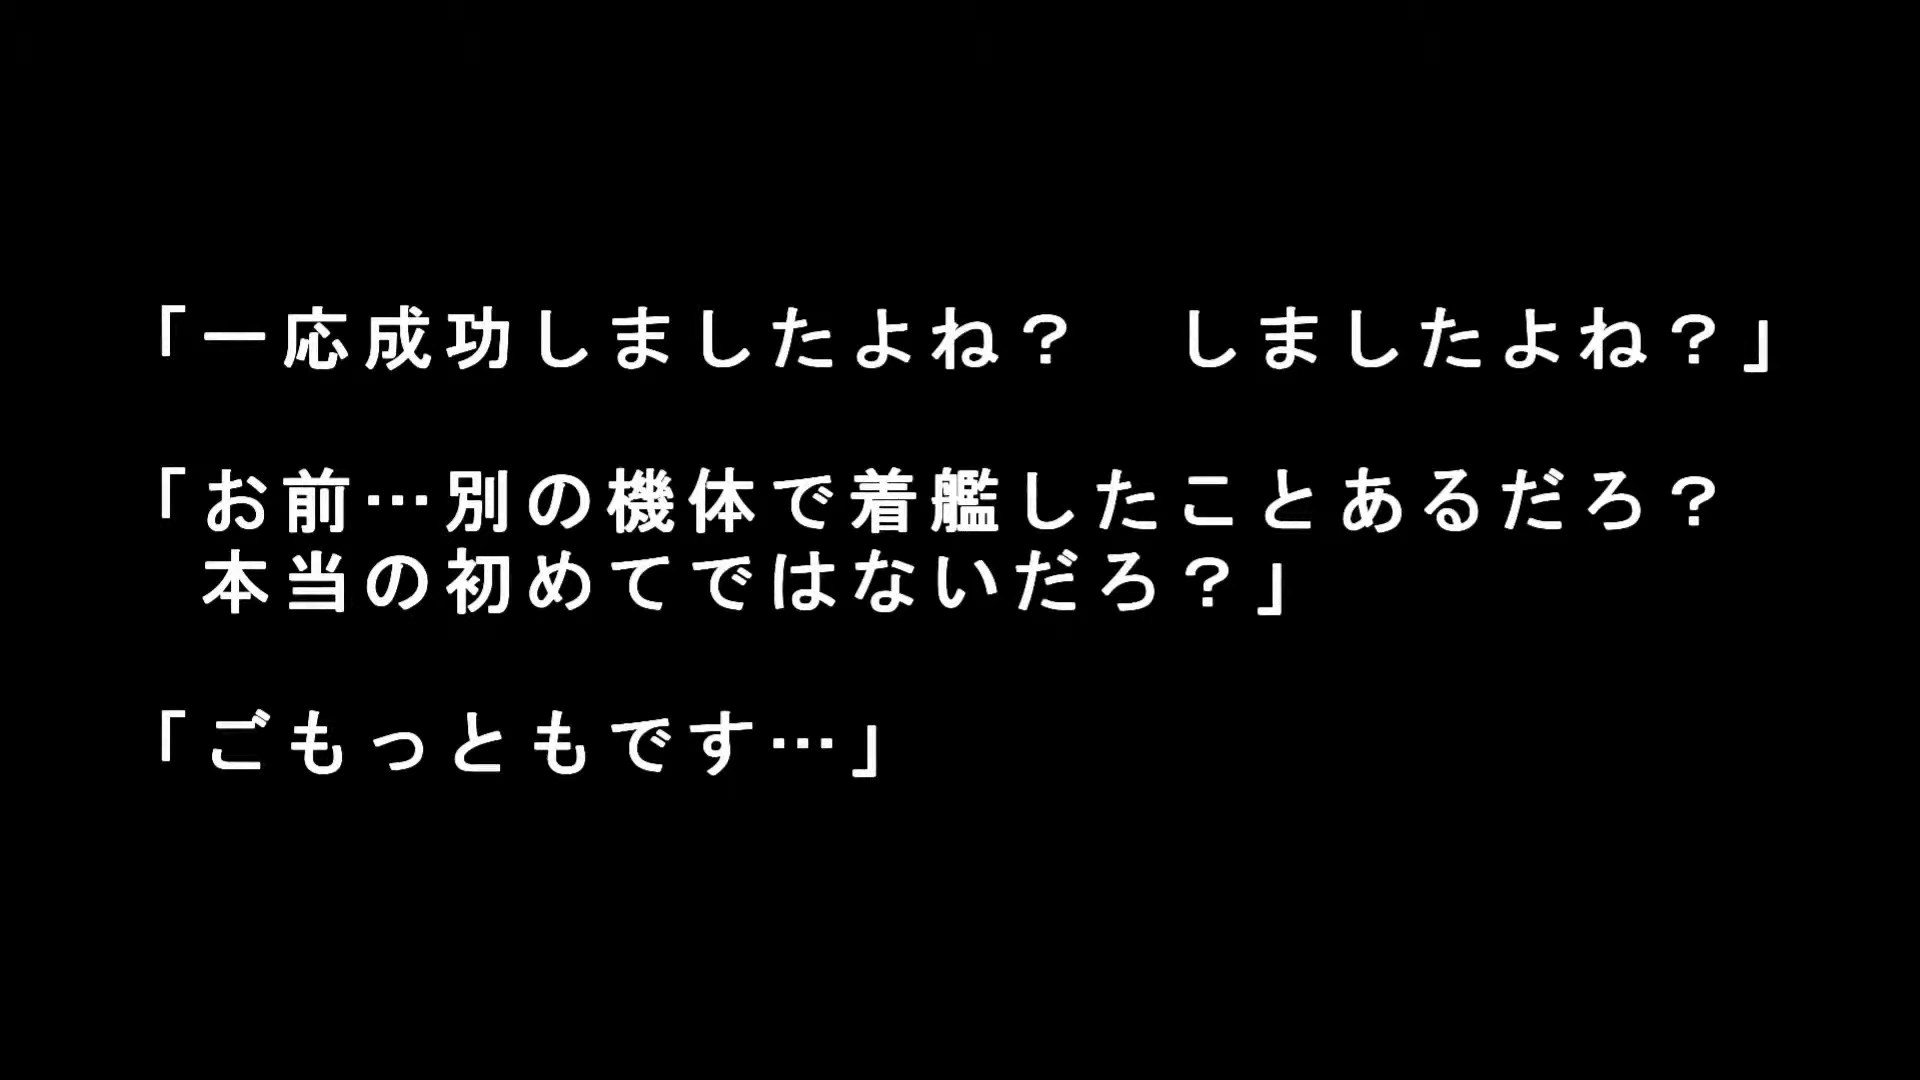 「一応成功しましたよね？　しましたよね？」
「お前…別の機体で着艦したことあるだろ？
　本当の初めてではないだろ？」
「ごもっともです…」